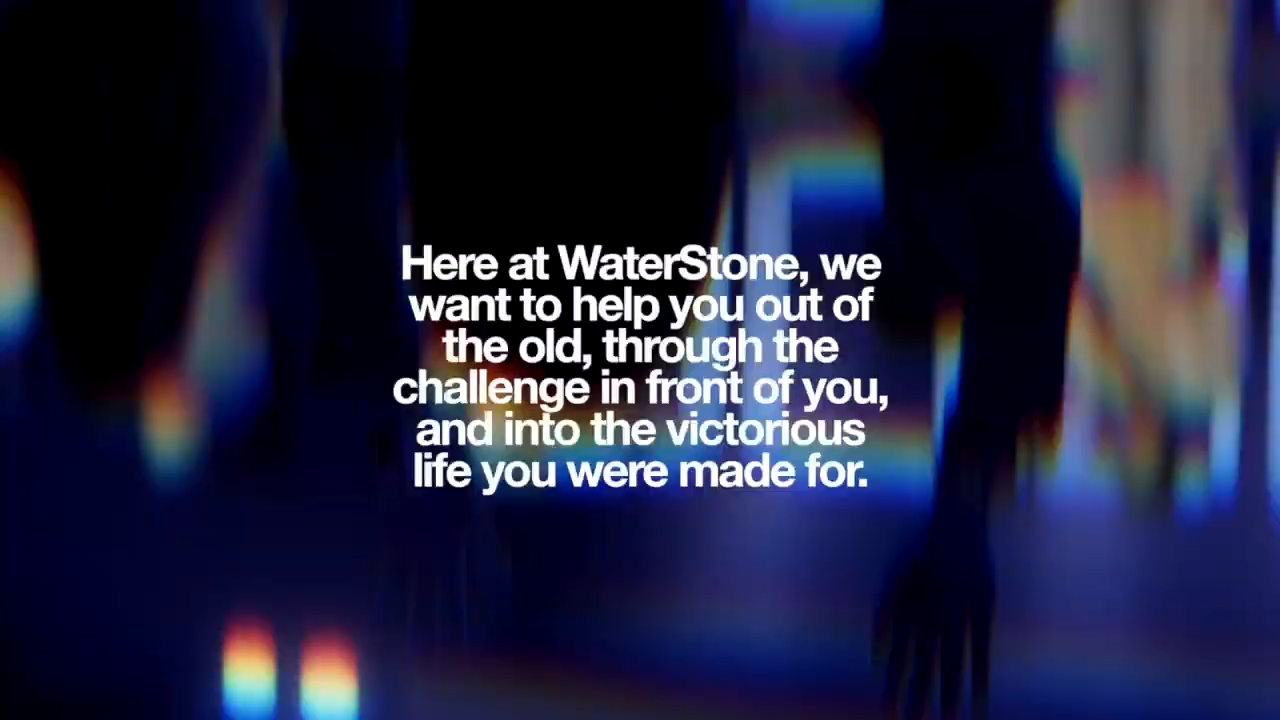 Here at WaterStone, we
want to help you out of
the old, through the
challenge in front of you,
and into the victorious
life you were made for.